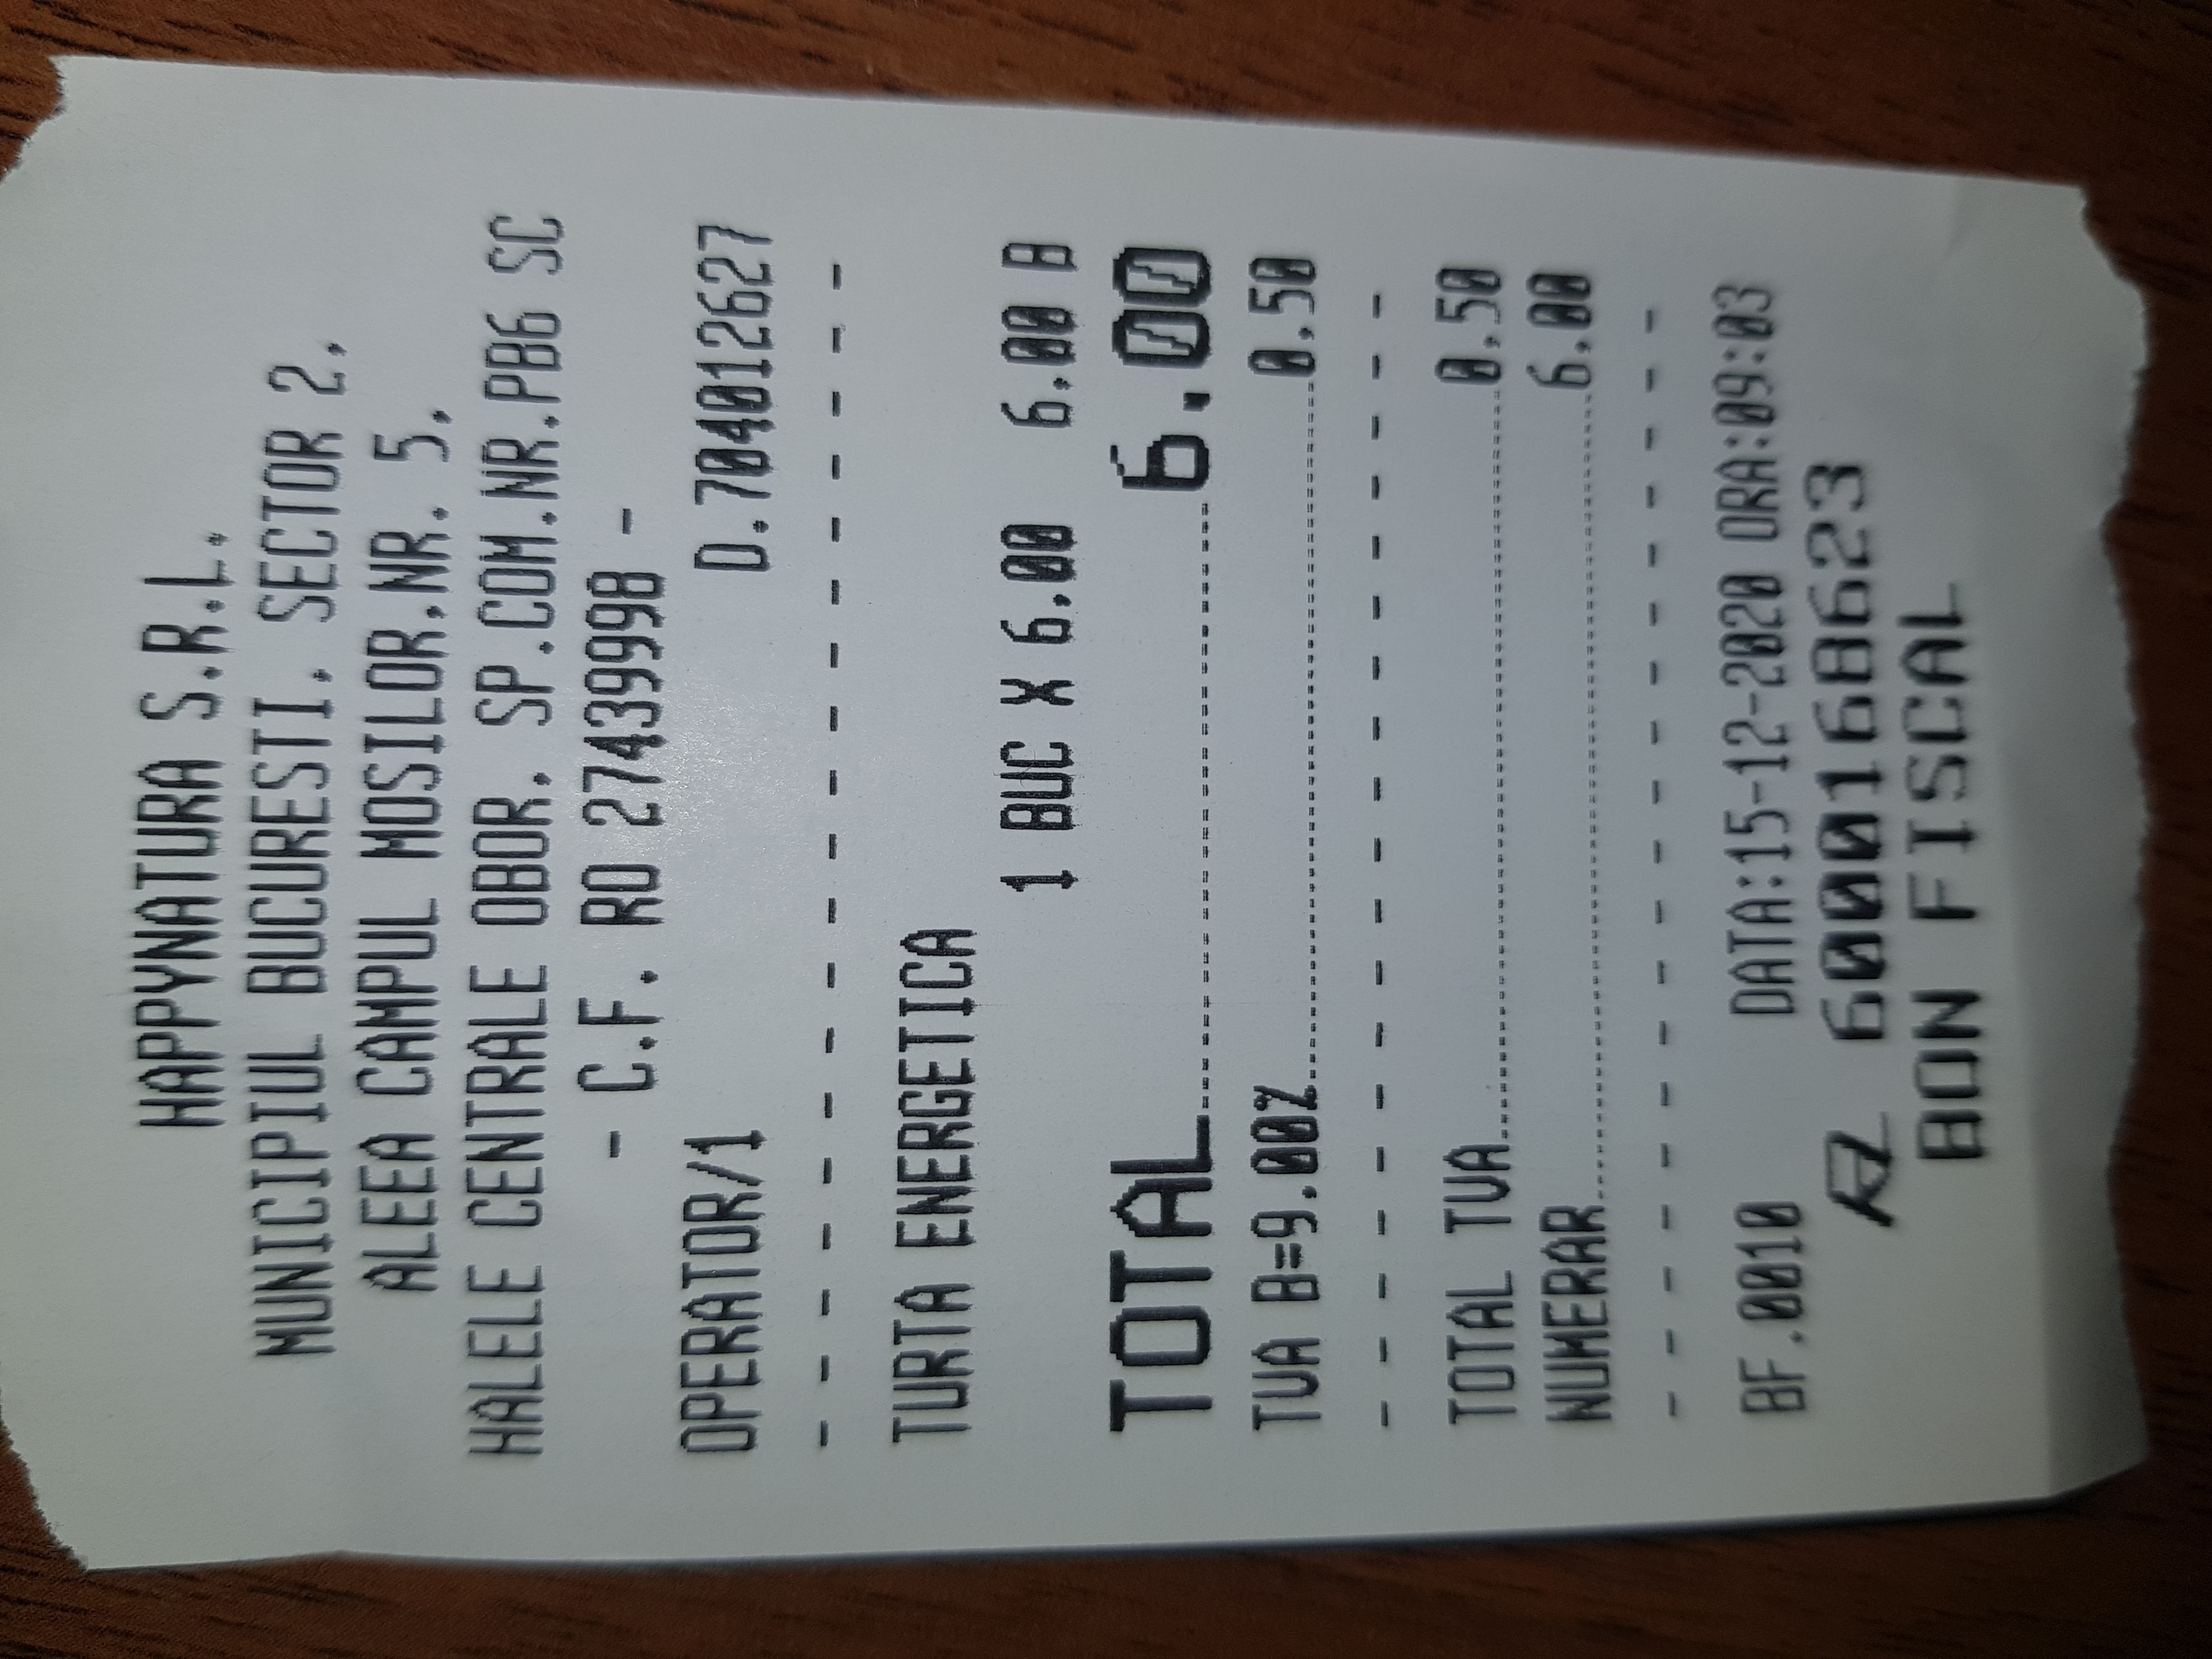 HAPPYNATURA S.R.L.
MUNICIPIUL BUCURESTI, SECTOR 2,
ALEEA CAMPUL MOSILOR,NR. 5,
HALELE CENTRALE OBOR, SP.COM.NR.PB6 SC
- C.F. RO 27439998 -
OPERATOR/1 D.704012627
TURTA ENERGETICA
1 BUC X 6,00 6,00 B
TOTAL 6.00
TVA B=9.00% 0,50
TOTAL TVA 0,50
NUMERAR 6,00
BF.0010 DATA:15-12-2020 ORA:09:03
6000168623
BON FISCAL